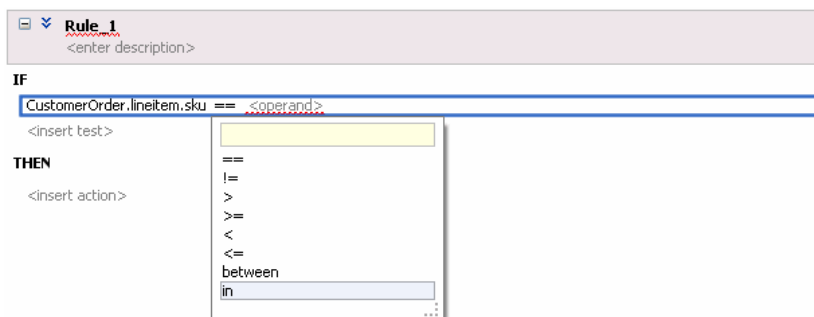 Rule_1
<enter description>
IF
CustomerOrder.lineitem.sku == <operand>
<insert test>
==
!=
>
>=
<
<=
between
in
THEN
<insert action>